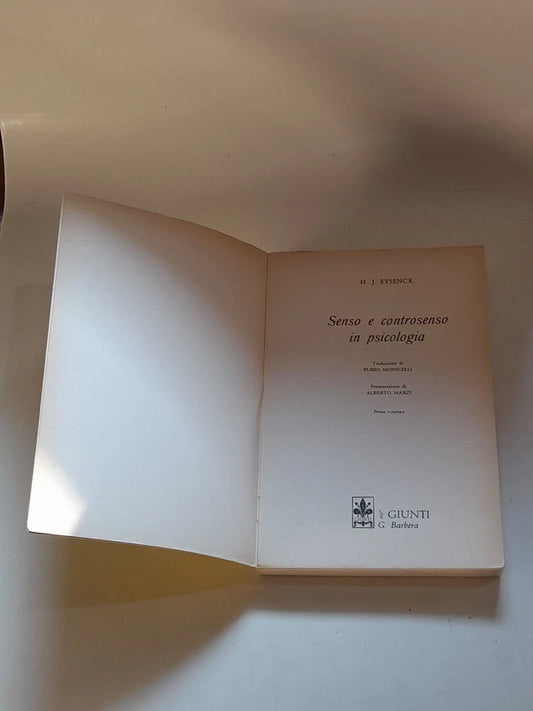 H. J. EYSENCK
Senso e controsenso
in psicologia
Traduzione di
FURIO MONICELLI
Presentazione di
ALBERTO MARZI
Prima ristampa
GIUNTI
G. Barbèra